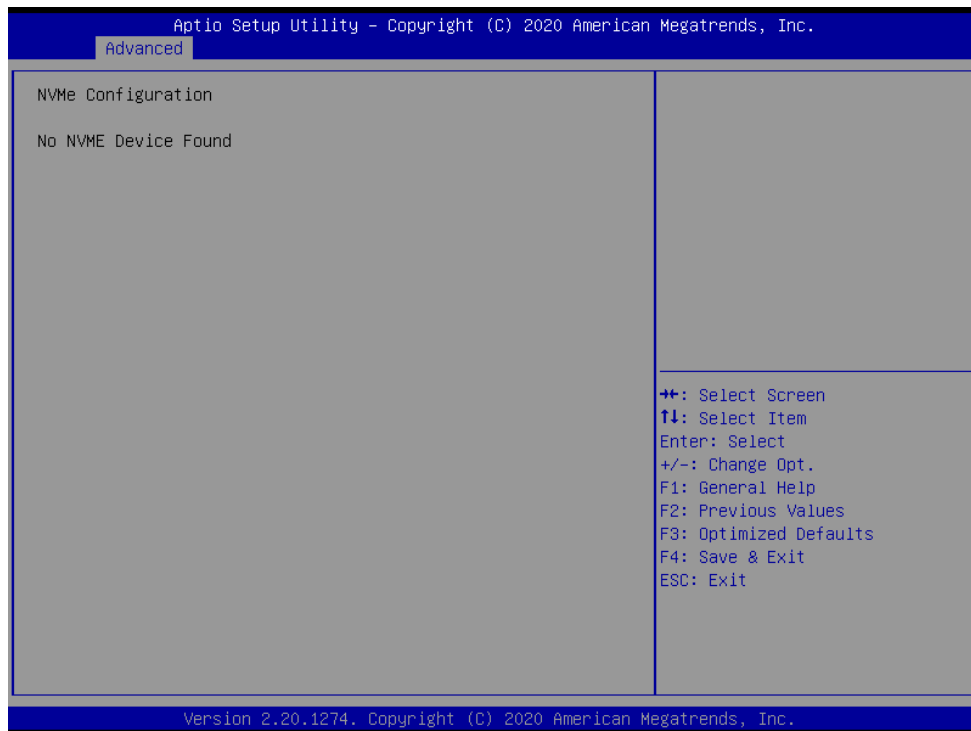 Aptio Setup Utility – Copyright (C) 2020 American Megatrends, Inc.
Advanced
NVMe Configuration
No NVME Device Found
→←: Select Screen
↑↓: Select Item
Enter: Select
+/-: Change Opt.
F1: General Help
F2: Previous Values
F3: Optimized Defaults
F4: Save & Exit
ESC: Exit
Version 2.20.1274. Copyright (C) 2020 American Megatrends, Inc.